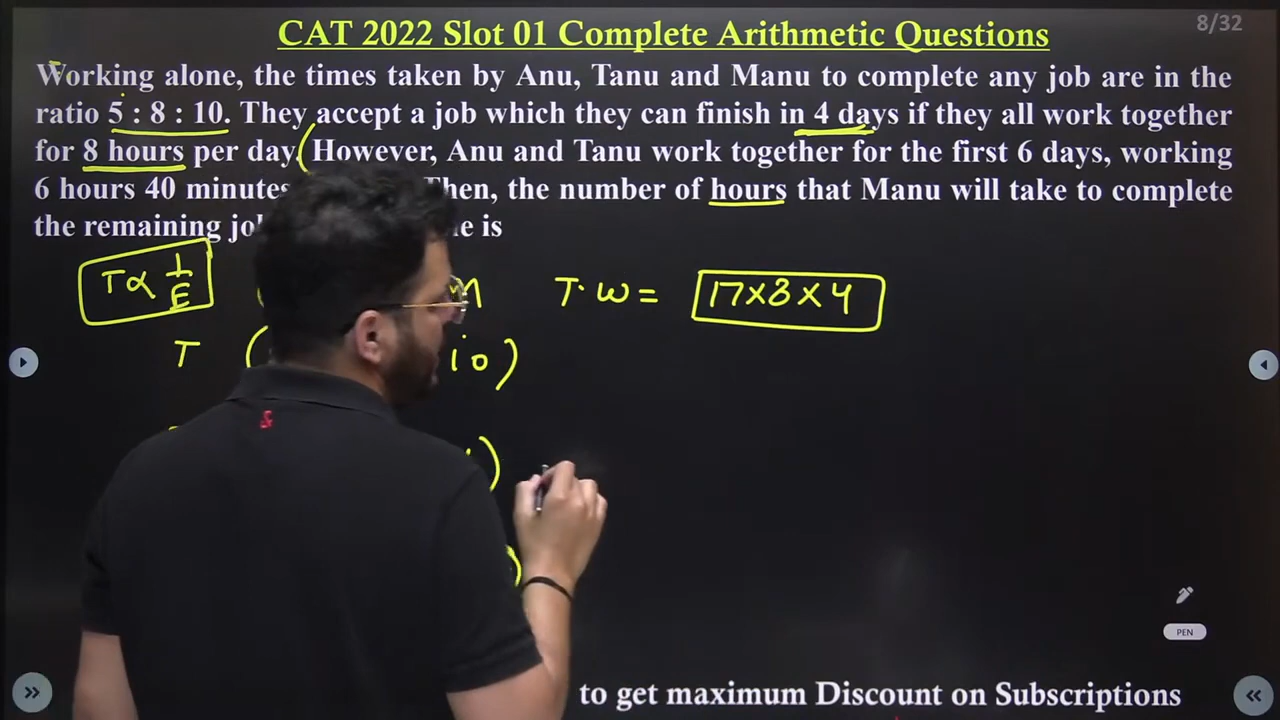 CAT 2022 Slot 01 Complete Arithmetic Questions
8/32
Working alone, the times taken by Anu, Tanu and Manu to complete any job are in the
ratio 5 : 8 : 10. They accept a job which they can finish in 4 days if they all work together
for 8 hours per day. However, Anu and Tanu work together for the first 6 days, working
6 hours 40 minutes Then, the number of hours that Manu will take to complete
the remaining is
T ∝ 1/E
T·W = 17×8×4
T ( 10 )
)
)
PEN
to get maximum Discount on Subscriptions